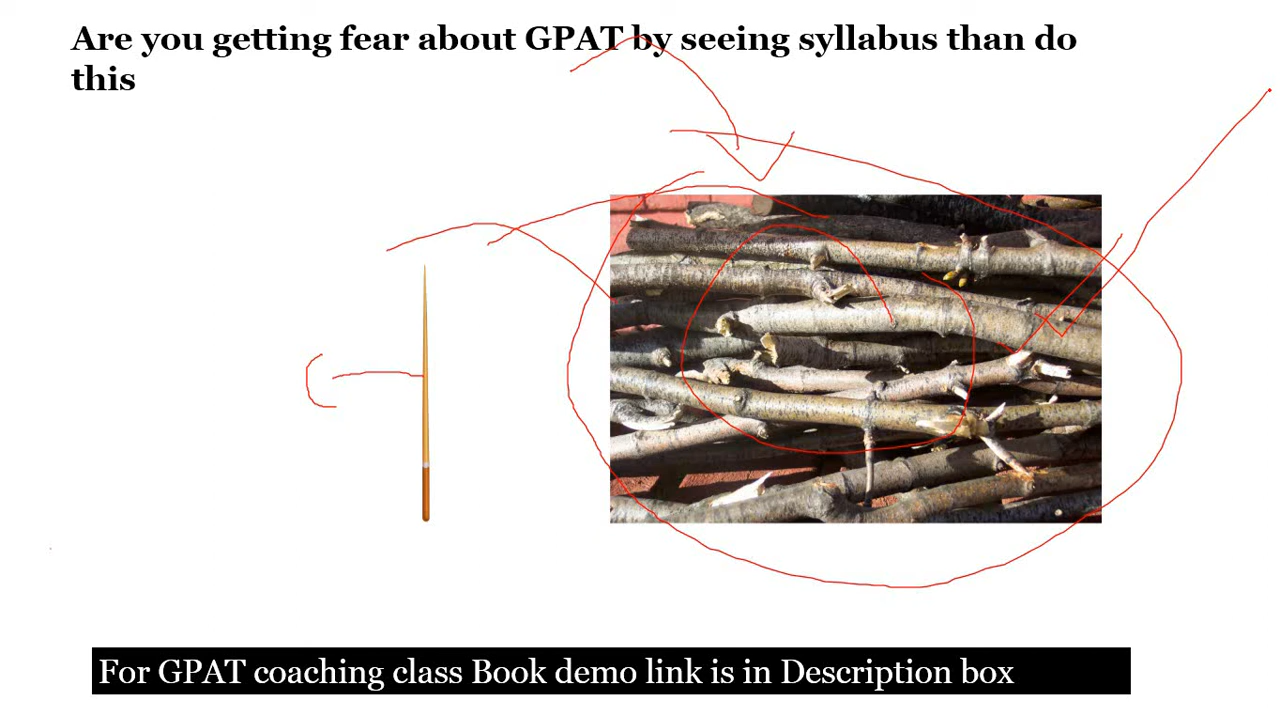 Are you getting fear about GPAT by seeing syllabus than do
this
For GPAT coaching class Book demo link is in Description box